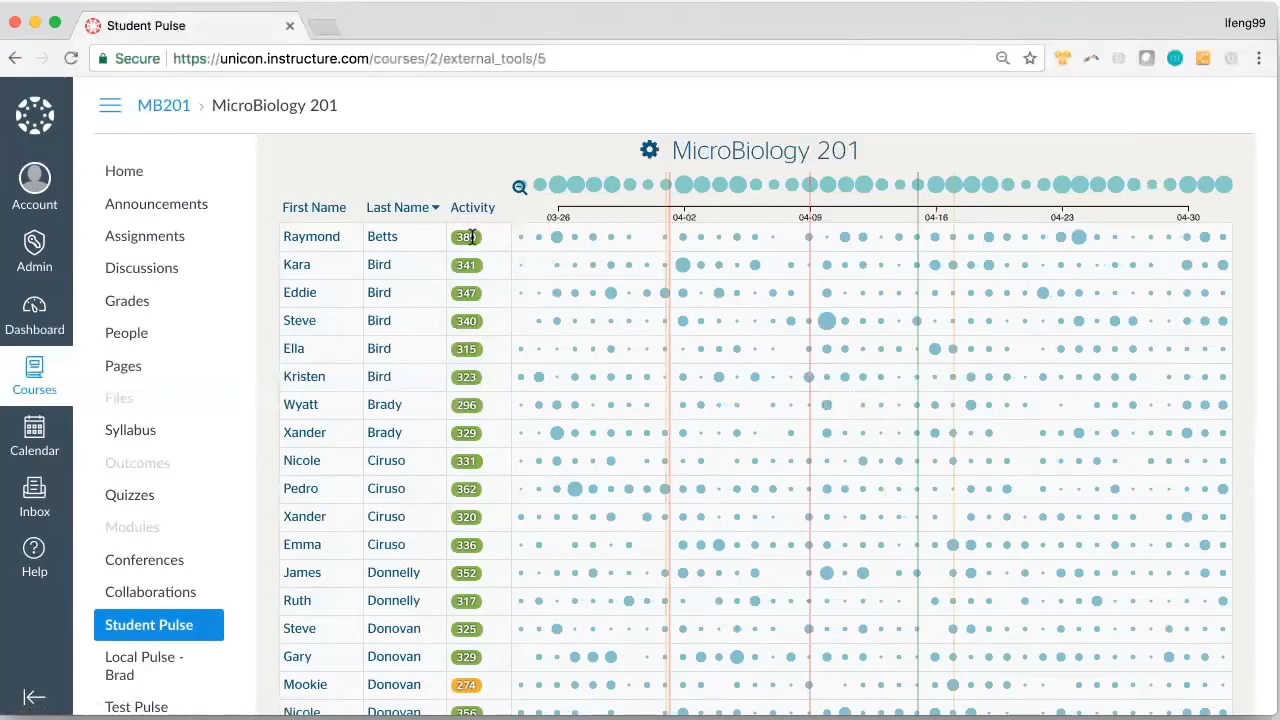 Student Pulse
lfeng99
Secure
https://unicon.instructure.com/courses/2/external_tools/5
MB201 › MicroBiology 201
Account
Admin
Dashboard
Courses
Calendar
Inbox
Help
Home
Announcements
Assignments
Discussions
Grades
People
Pages
Files
Syllabus
Outcomes
Quizzes
Modules
Conferences
Collaborations
Student Pulse
Local Pulse -
Brad
Test Pulse
MicroBiology 201
First Name Last Name Activity
03-26 04-02 04-09 04-16 04-23 04-30
Raymond Betts
Kara Bird 341
Eddie Bird 347
Steve Bird 340
Ella Bird 315
Kristen Bird 323
Wyatt Brady 296
Xander Brady 329
Nicole Ciruso 331
Pedro Ciruso 362
Xander Ciruso 320
Emma Ciruso 336
James Donnelly 352
Ruth Donnelly 317
Steve Donovan 325
Gary Donovan 329
Mookie Donovan 274
Nicole Donovan 356